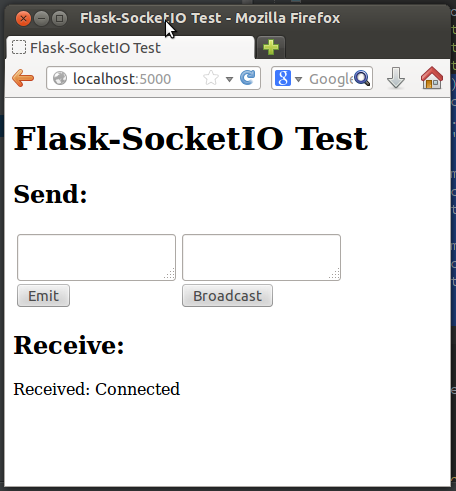 Flask-SocketIO Test - Mozilla Firefox
Flask-SocketIO Test
localhost:5000
Google
Flask-SocketIO Test
Send:
Emit Broadcast
Receive:
Received: Connected